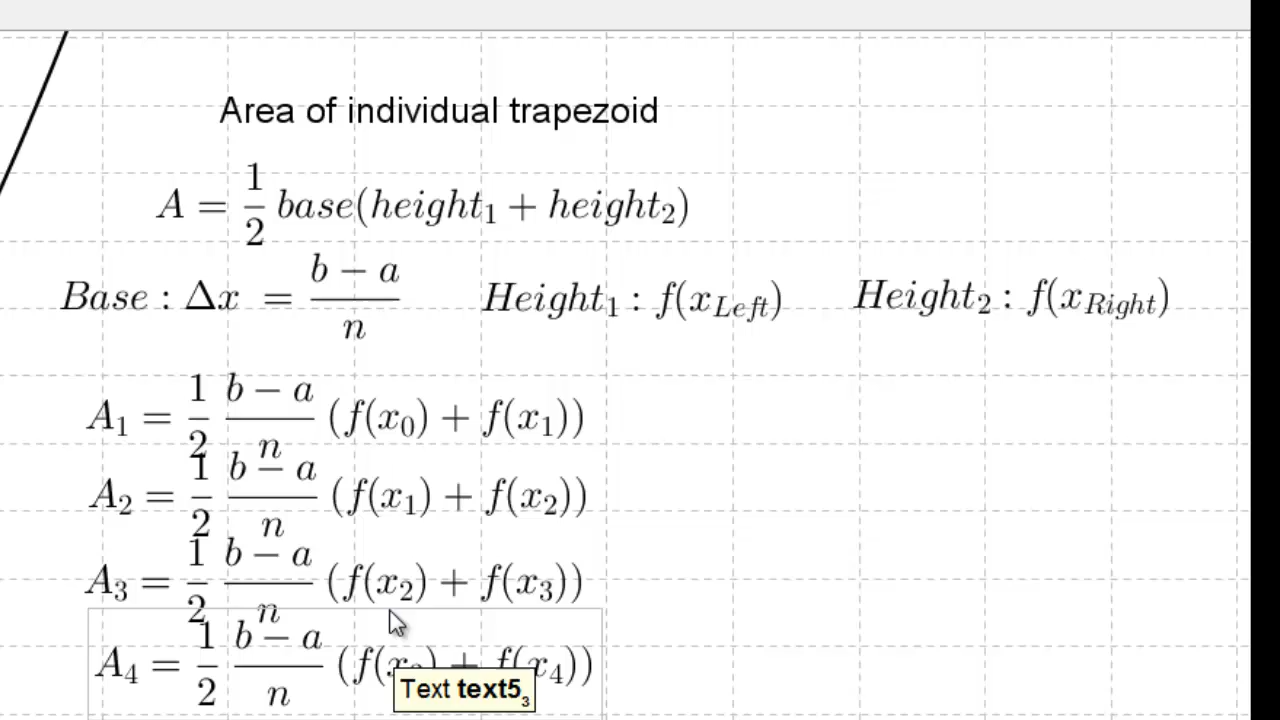 Area of individual trapezoid
A = 1/2 base(height₁ + height₂)
Base : Δx = b − a/n Height₁ : f(x_Left) Height₂ : f(x_Right)
A₁ = 1/2 b − a/n (f(x₀) + f(x₁))
A₂ = 1/2 b − a/n (f(x₁) + f(x₂))
A₃ = 1/2 b − a/n (f(x₂) + f(x₃))
A₄ = 1/2 b − a/n (f(x₃) + f(x₄))
Text text5₃